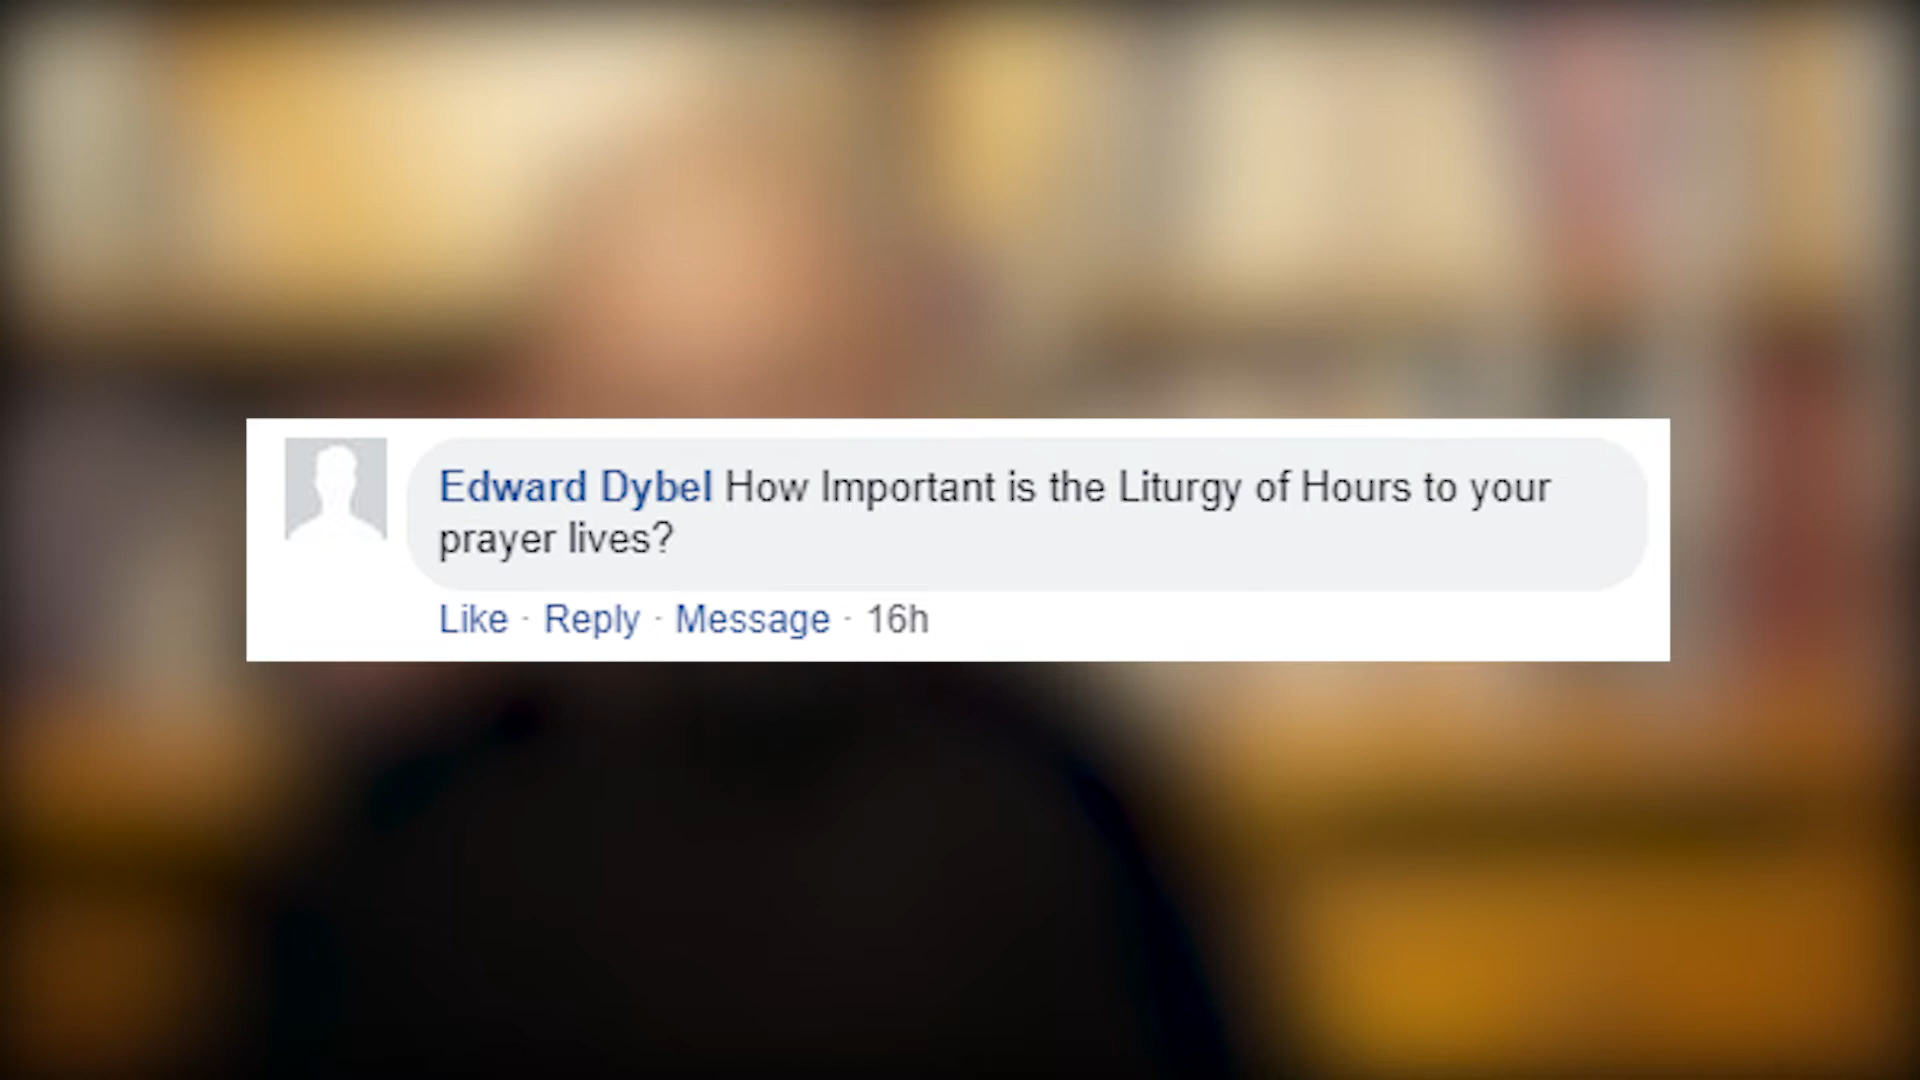 Edward Dybel How Important is the Liturgy of Hours to your
prayer lives?
Like · Reply · Message · 16h